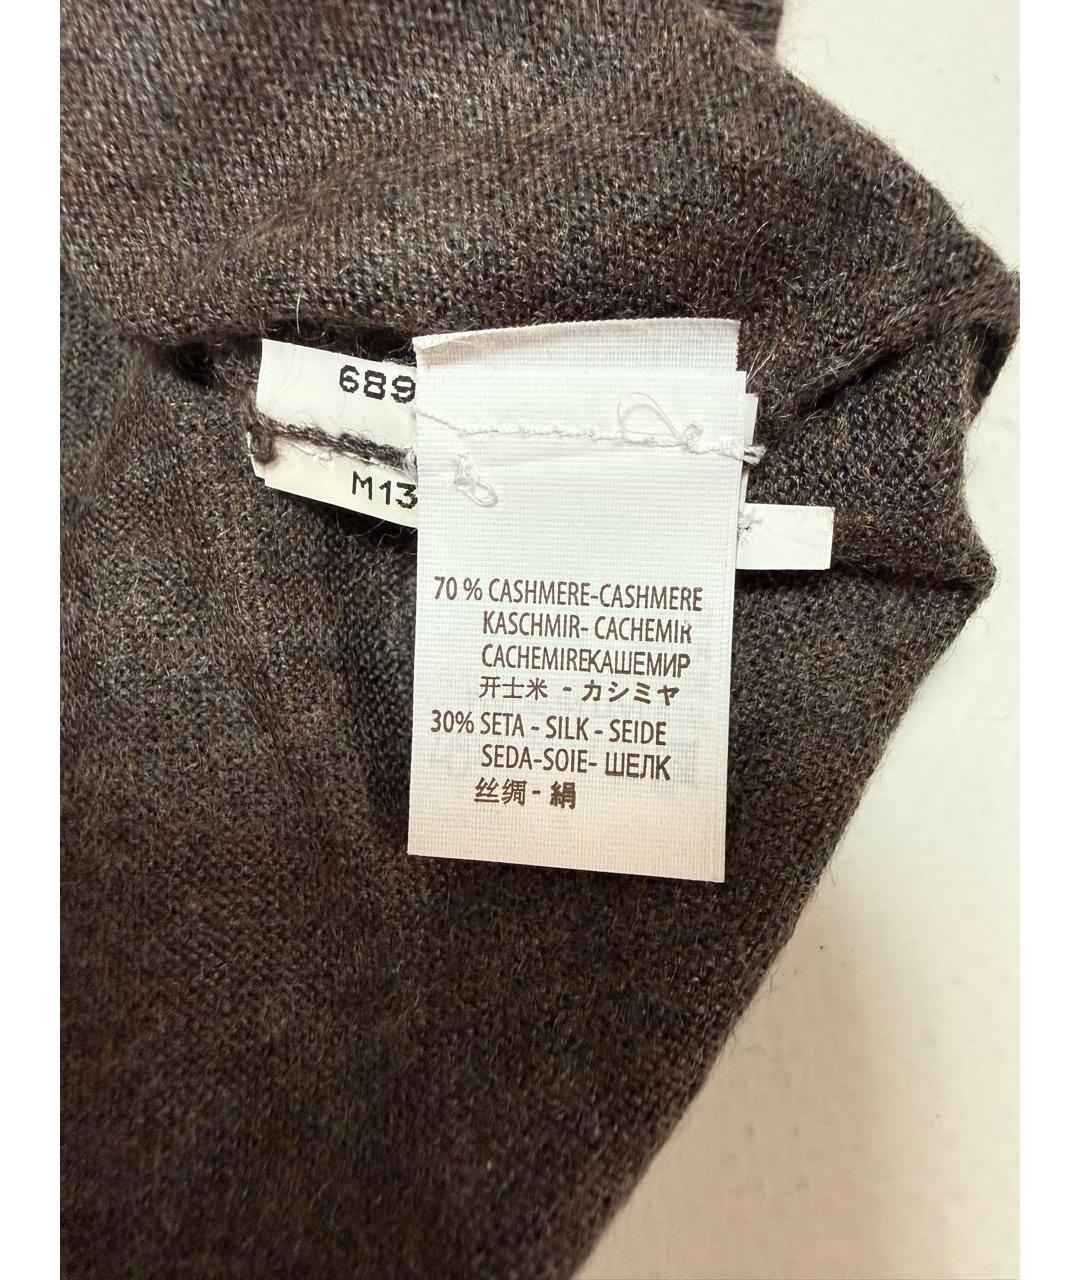 689
M13
70 % CASHMERE-CASHMERE
KASCHMIR- CACHEMIR
CACHEMIREКАШЕМИР
开士米 - カシミヤ
30% SETA - SILK - SEIDE
SEDA-SOIE- ШЕЛК
丝绸 - 絹